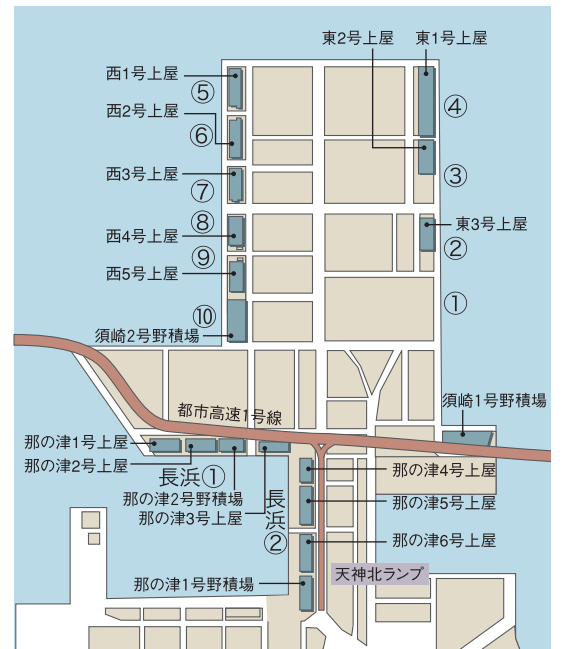 東2号上屋
東1号上屋
西1号上屋
⑤
④
西2号上屋
⑥
西3号上屋
③
⑦
⑧
東3号上屋
西4号上屋
②
⑨
西5号上屋
①
⑩
須崎2号野積場
須崎1号野積場
都市高速1号線
那の津1号上屋
那の津2号上屋
長浜①
那の津4号上屋
那の津2号野積場
那の津5号上屋
那の津3号上屋
長浜②
那の津6号上屋
天神北ランプ
那の津1号野積場